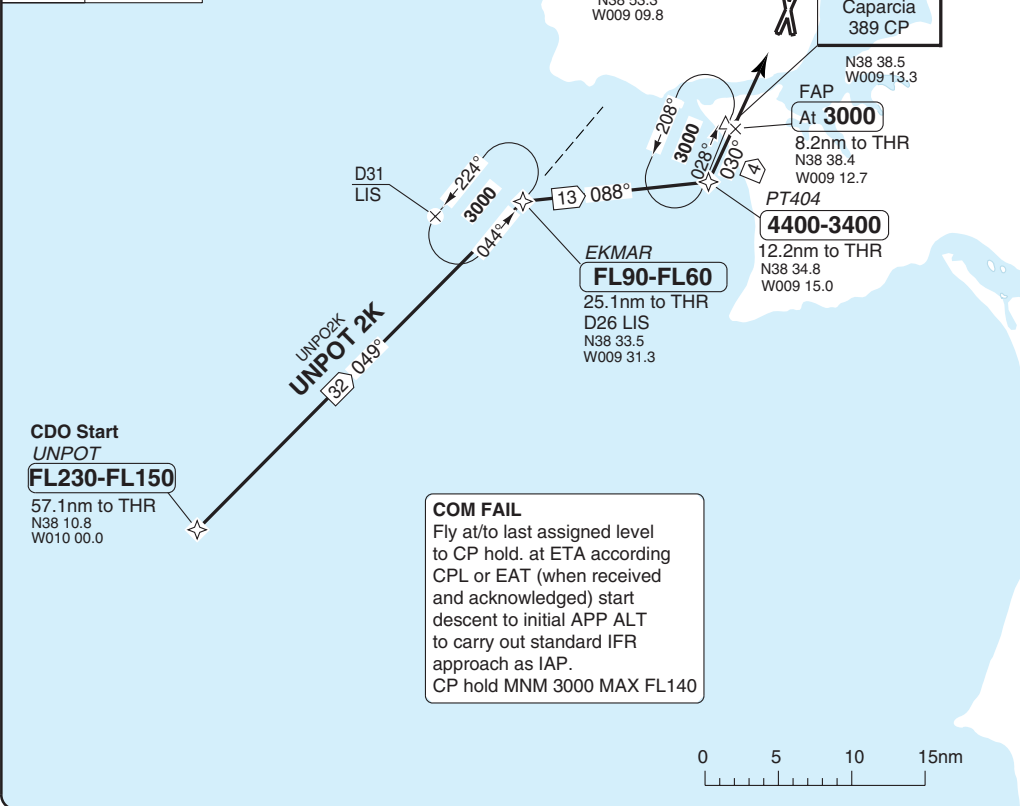 N38 53.3
W009 09.8
Caparcia
389 CP
N38 38.5
W009 13.3
FAP
At 3000
8.2nm to THR
N38 38.4
W009 12.7
208°
3000
028°
030°
4
D31
LIS
224°
3000
044°
13 088°
PT404
4400-3400
12.2nm to THR
N38 34.8
W009 15.0
EKMAR
FL90-FL60
25.1nm to THR
D26 LIS
N38 33.5
W009 31.3
UNPO2K
UNPOT 2K
32 049°
CDO Start
UNPOT
FL230-FL150
57.1nm to THR
N38 10.8
W010 00.0
COM FAIL
Fly at/to last assigned level
to CP hold. at ETA according
CPL or EAT (when received
and acknowledged) start
descent to initial APP ALT
to carry out standard IFR
approach as IAP.
CP hold MNM 3000 MAX FL140
0 5 10 15nm